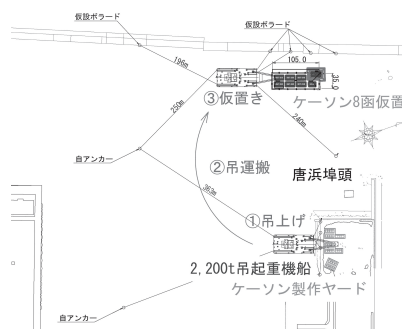 仮設ボラード
仮設ボラード
196m
105.0
35.0
③仮置き
ケーソン8函仮置
250m
240m
自アンカー
②吊運搬
唐浜埠頭
363m
①吊上げ
2,200t吊起重機船
ケーソン製作ヤード
自アンカー